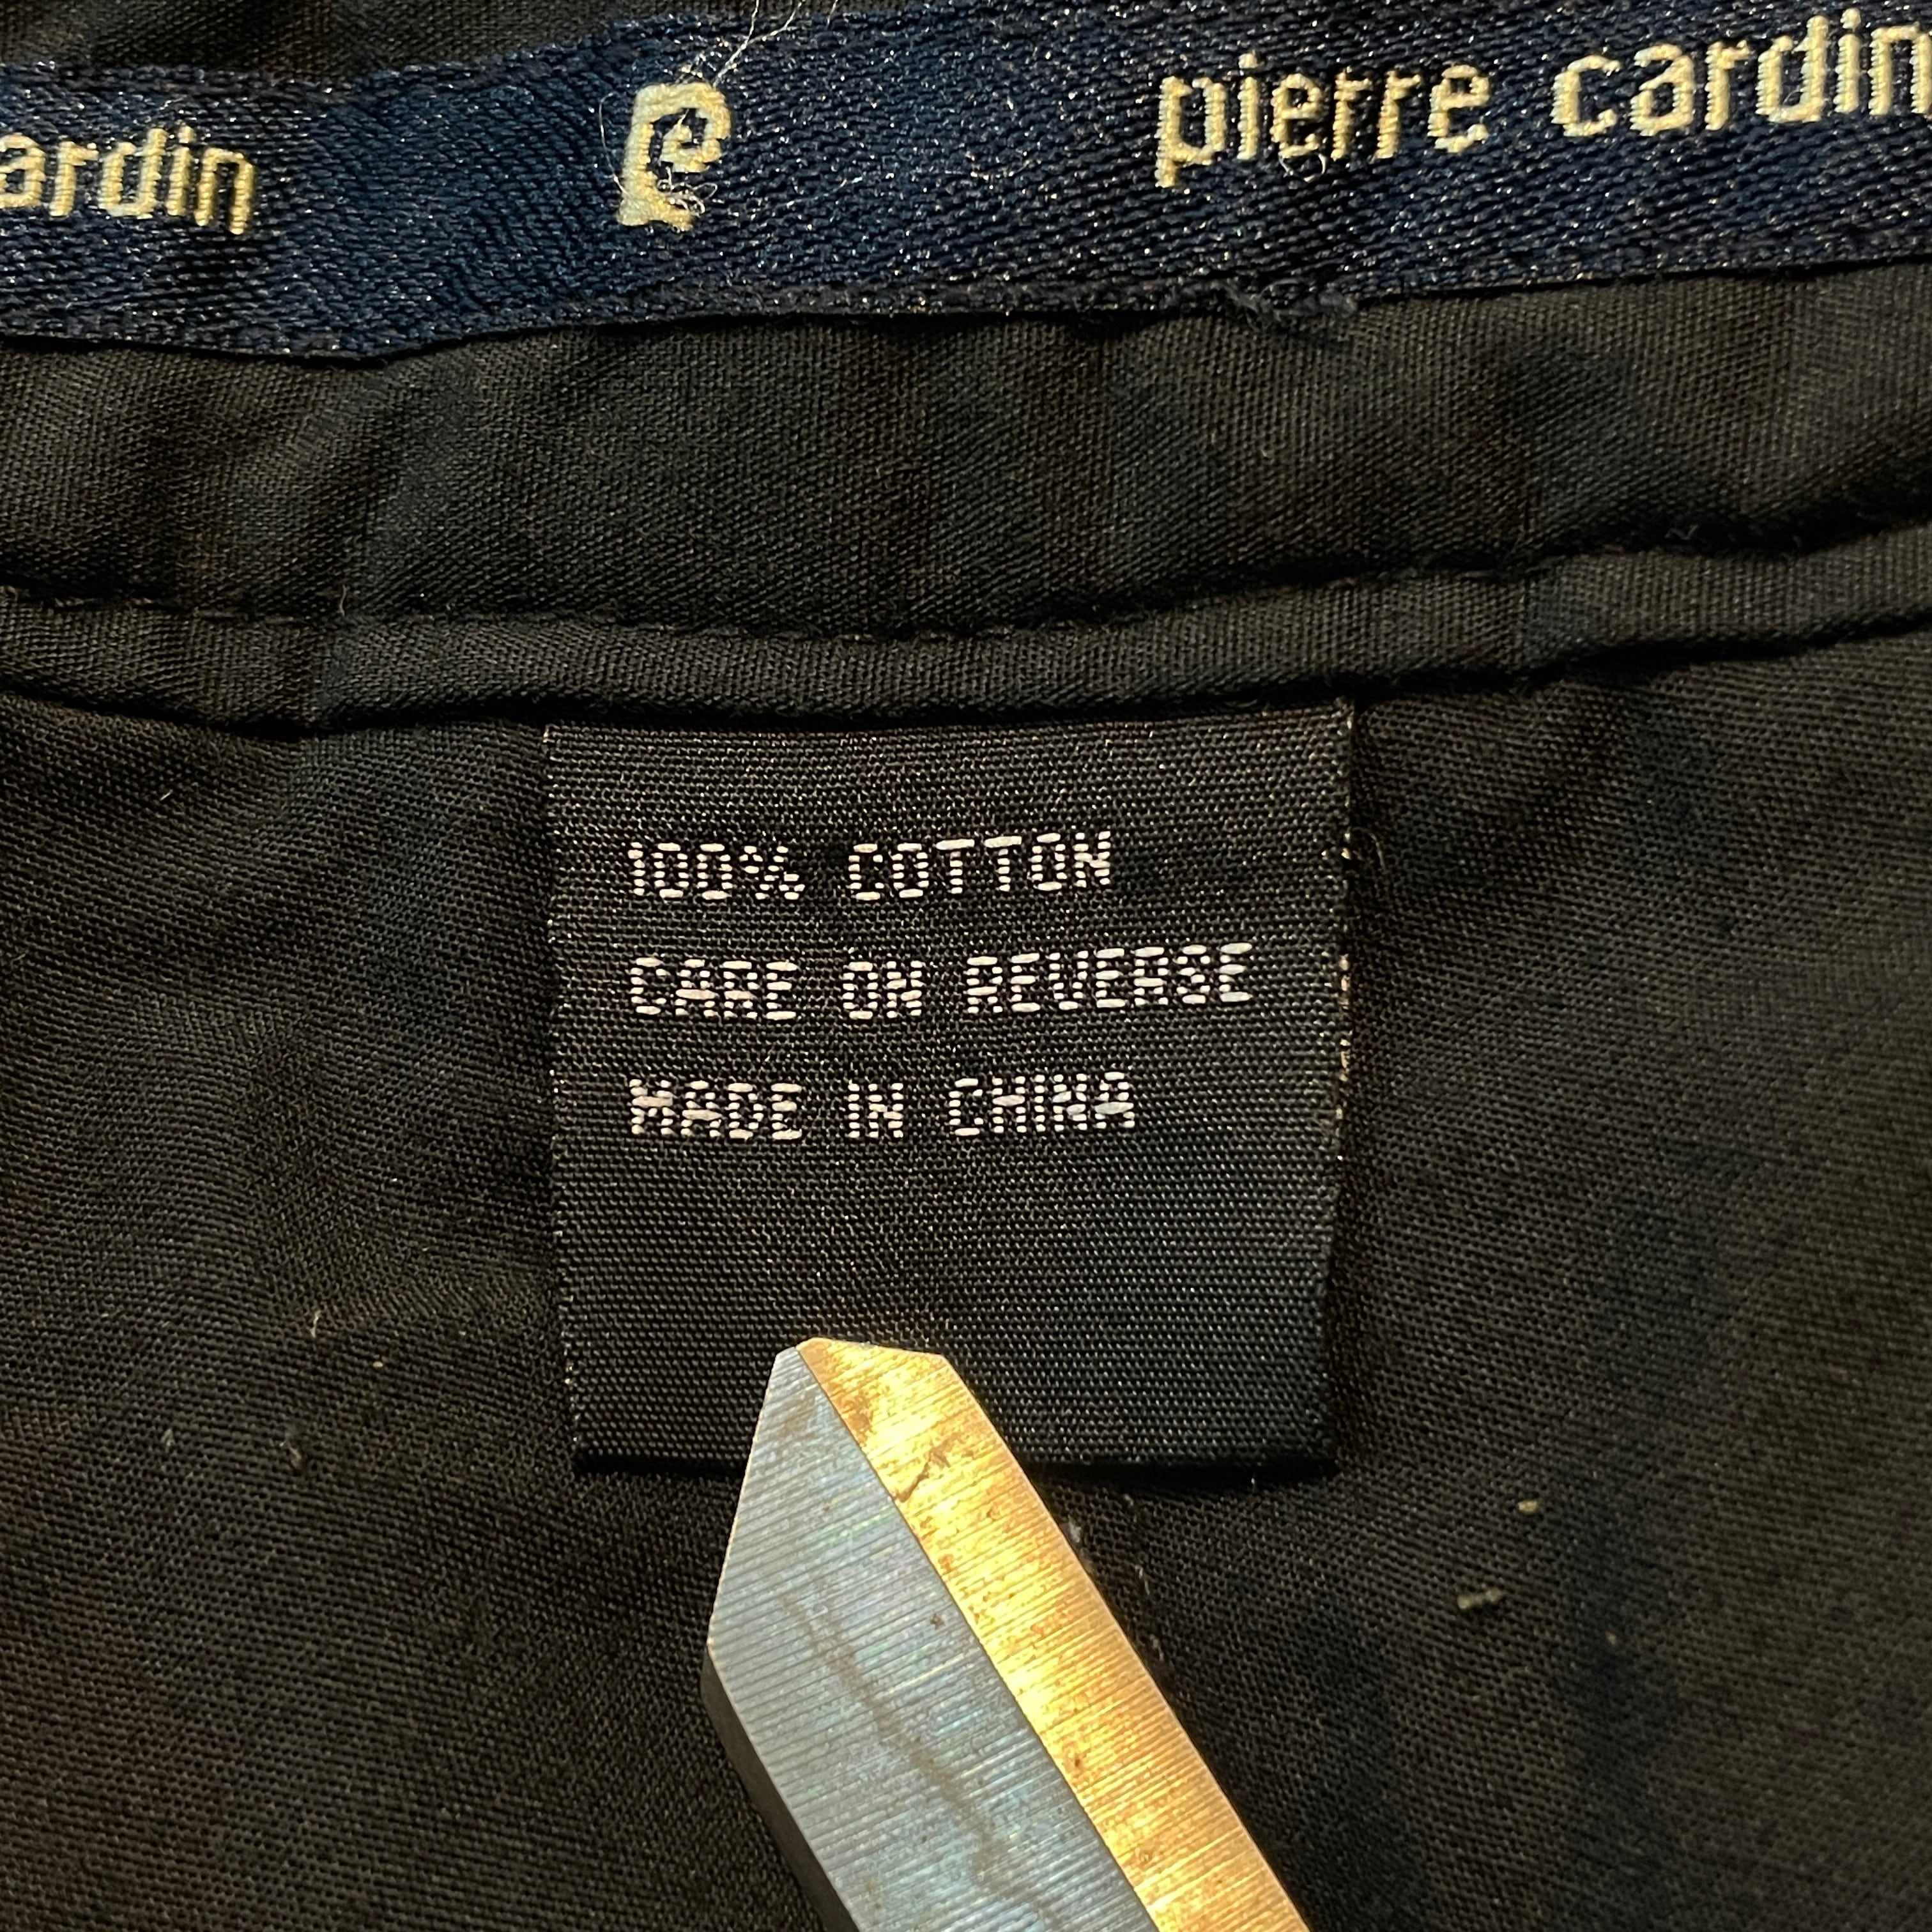 ardin pierre cardin
100% COTTON
CARE ON REVERSE
MADE IN CHINA